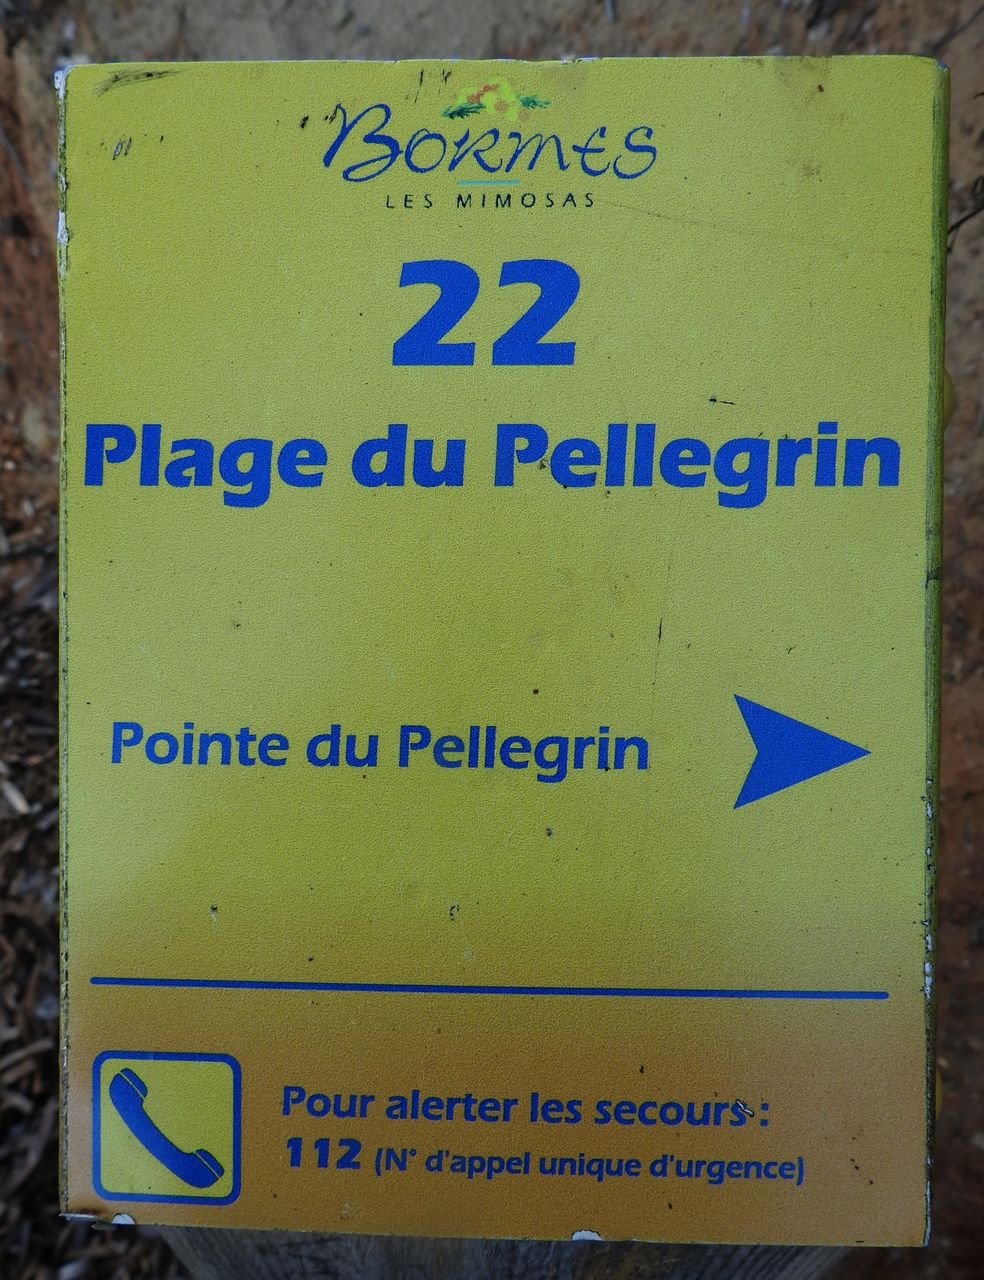 Bormes
LES MIMOSAS
22
Plage du Pellegrin
Pointe du Pellegrin
Pour alerter les secours :
112 (N° d'appel unique d'urgence)